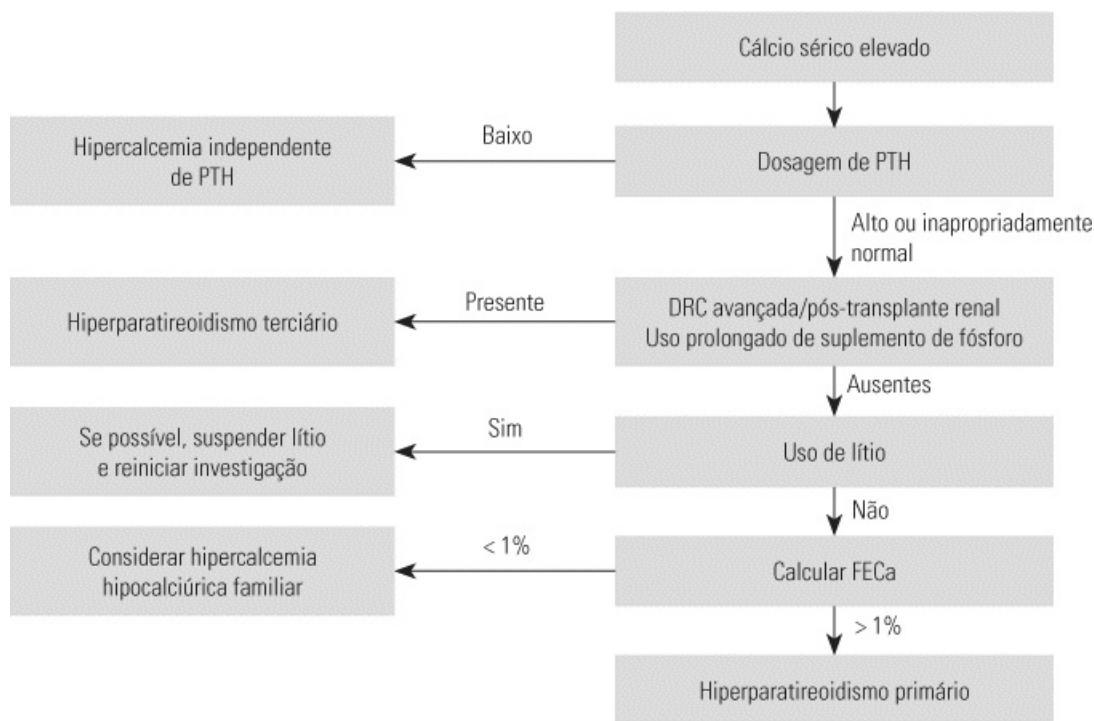 Cálcio sérico elevado
Hipercalcemia independente
de PTH
Baixo
Dosagem de PTH
Alto ou inapropriadamente
normal
Hiperparatireoidismo terciário
Presente
DRC avançada/pós-transplante renal
Uso prolongado de suplemento de fósforo
Ausentes
Se possível, suspender lítio
e reiniciar investigação
Sim
Uso de lítio
Não
Considerar hipercalcemia
hipocalciúrica familiar
< 1%
Calcular FECa
> 1%
Hiperparatireoidismo primário